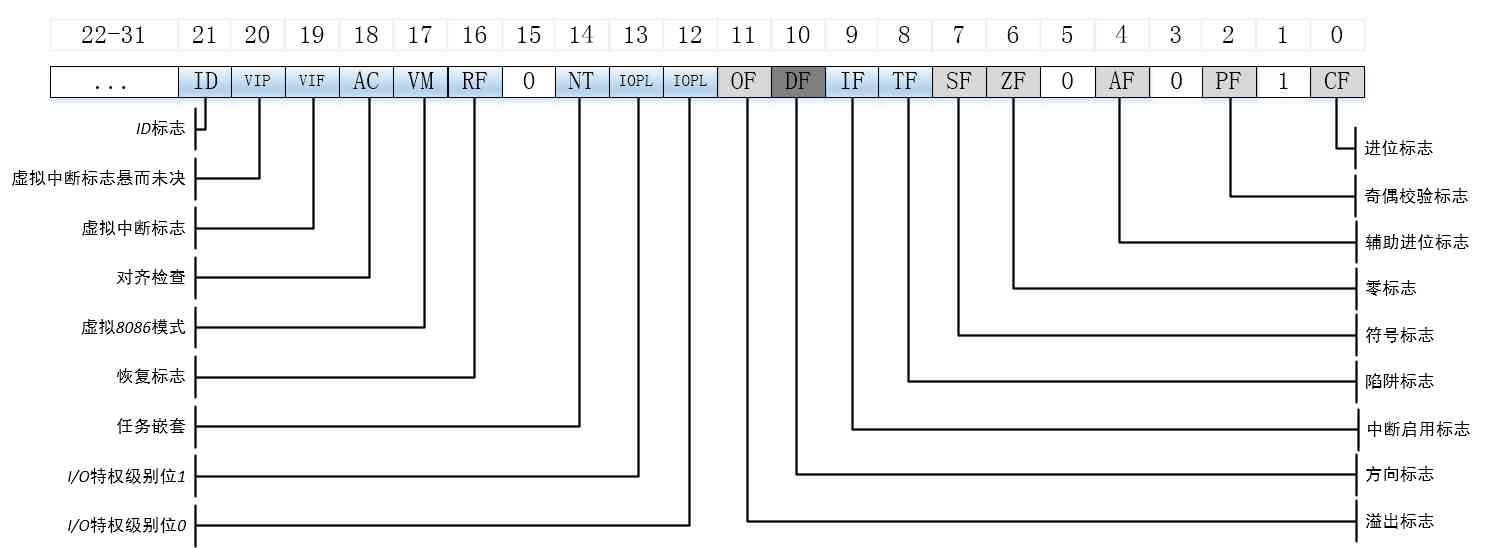 22-31 21 20 19 18 17 16 15 14 13 12 11 10 9 8 7 6 5 4 3 2 1 0
... ID VIP VIF AC VM RF 0 NT IOPL IOPL OF DF IF TF SF ZF 0 AF 0 PF 1 CF
ID标志
虚拟中断标志悬而未决
虚拟中断标志
对齐检查
虚拟8086模式
恢复标志
任务嵌套
I/O特权级别位1
I/O特权级别位0
进位标志
奇偶校验标志
辅助进位标志
零标志
符号标志
陷阱标志
中断启用标志
方向标志
溢出标志